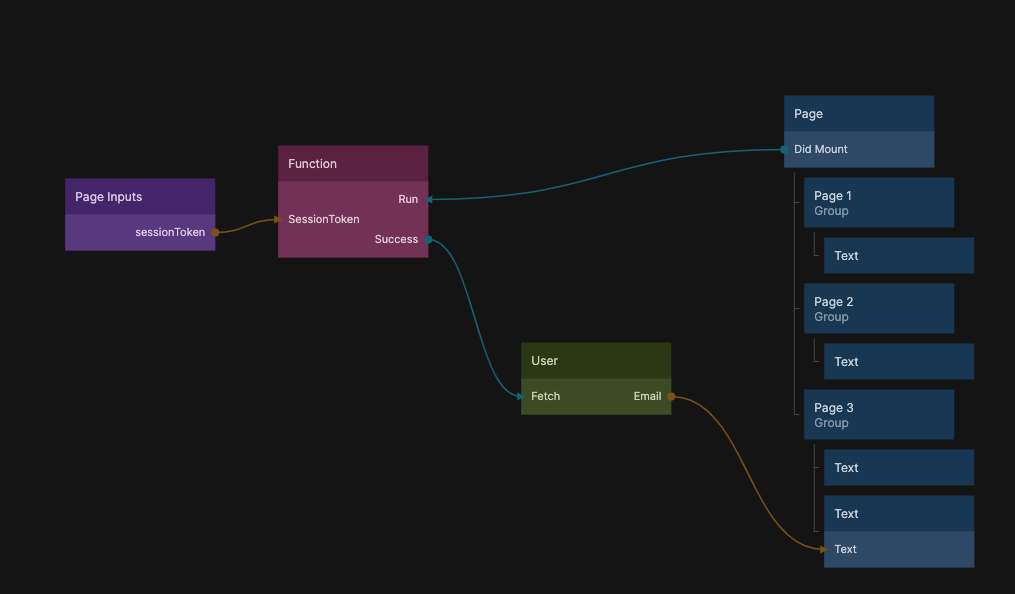 Page Inputs
sessionToken
Function
Run
SessionToken
Success
User
Fetch
Email
Page
Did Mount
Page 1
Group
Text
Page 2
Group
Text
Page 3
Group
Text
Text
Text